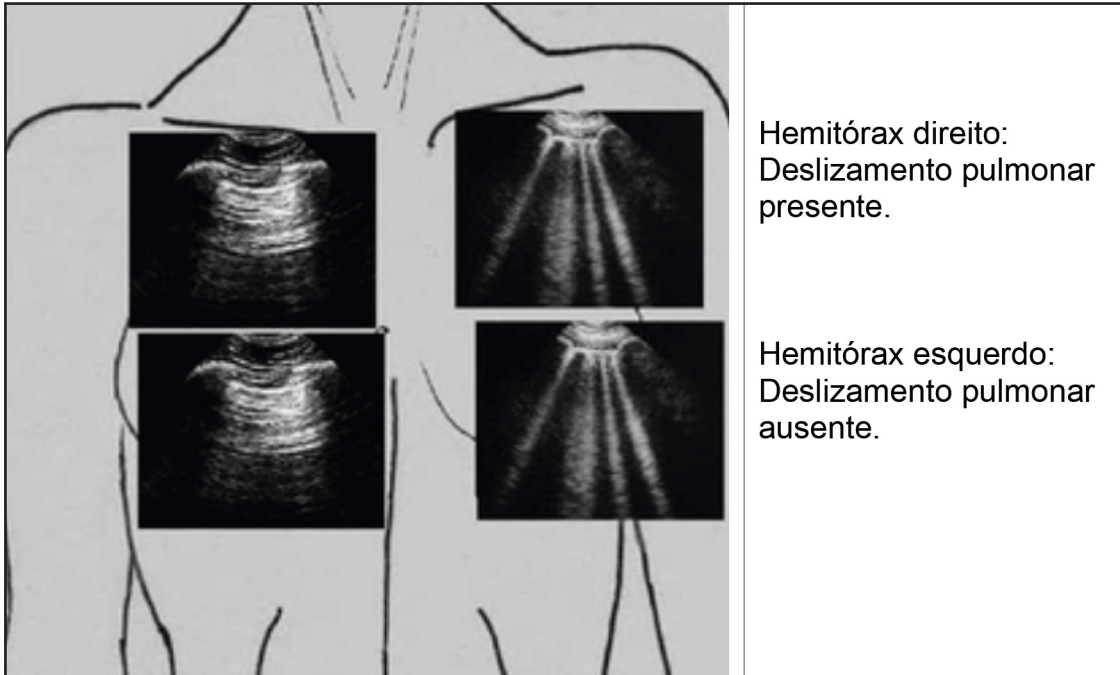 Hemitórax direito:
Deslizamento pulmonar
presente.
Hemitórax esquerdo:
Deslizamento pulmonar
ausente.